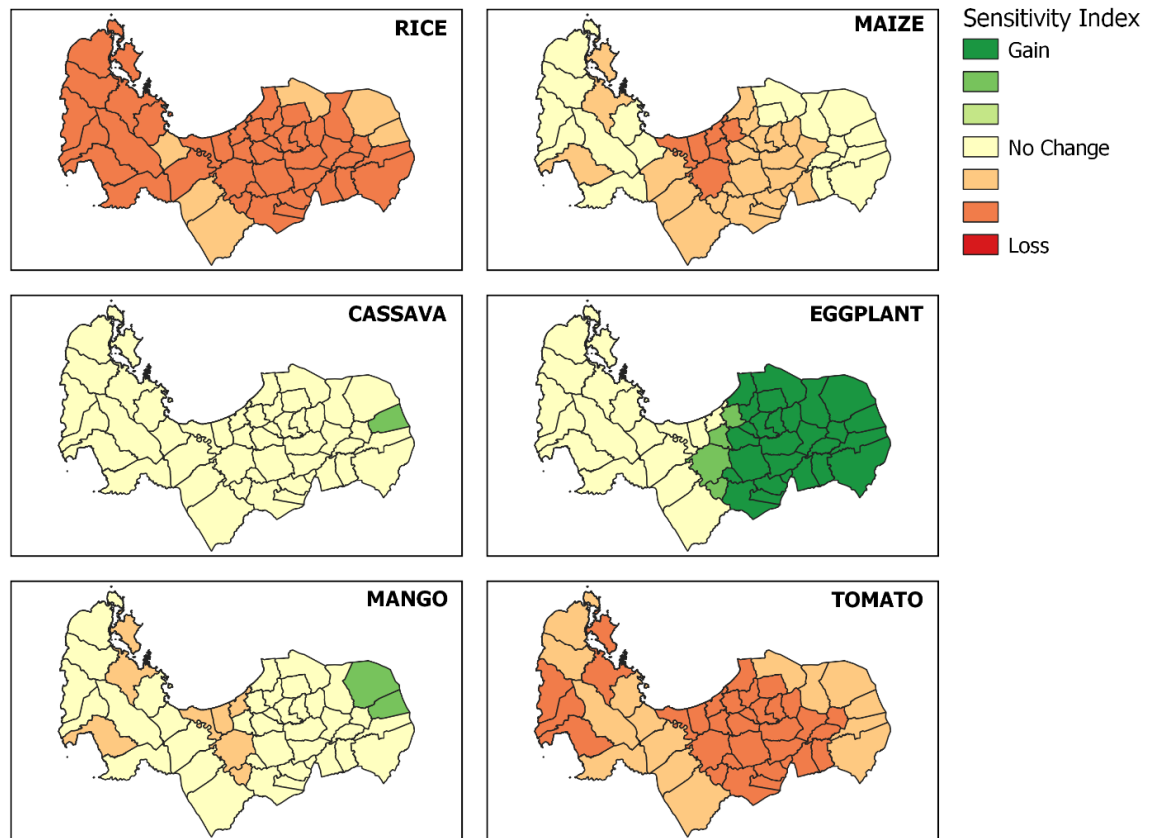 RICE
MAIZE
Sensitivity Index
Gain
No Change
Loss
CASSAVA
EGGPLANT
MANGO
TOMATO